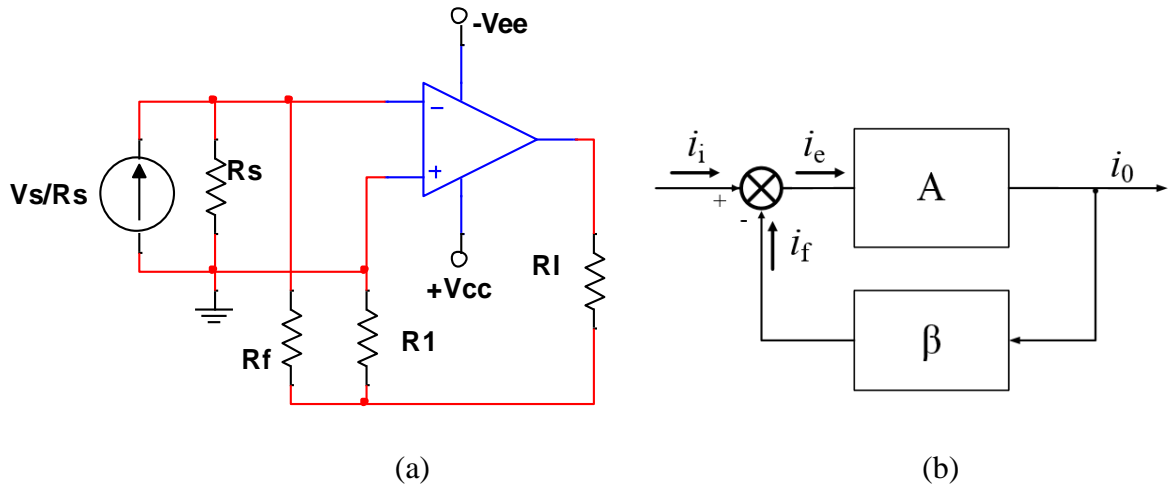 -Vee
−
+
Rs
Vs/Rs
+Vcc
Rl
Rf
R1
(a)
i_i
i_e
+
-
A
i_0
i_f
β
(b)